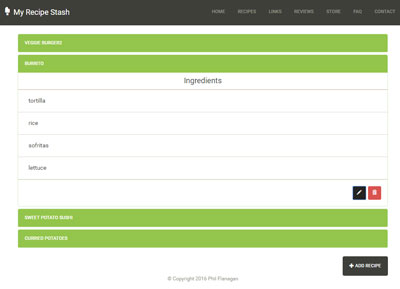 My Recipe Stash
HOME RECIPES LINKS REVIEWS STORE FAQ CONTACT
VEGGIE BURGERS
BURRITO
Ingredients
tortilla
rice
sofritas
lettuce
SWEET POTATO SUSHI
CURRIED POTATOES
ADD RECIPE
© Copyright 2016 Phil Flanagan